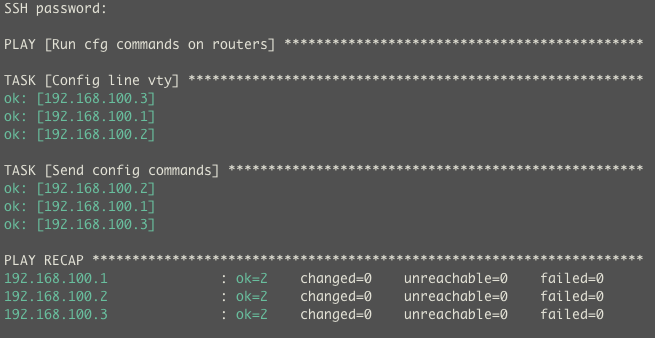 SSH password:
PLAY [Run cfg commands on routers] *********************************************
TASK [Config line vty] *********************************************************
ok: [192.168.100.3]
ok: [192.168.100.1]
ok: [192.168.100.2]
TASK [Send config commands] ****************************************************
ok: [192.168.100.2]
ok: [192.168.100.1]
ok: [192.168.100.3]
PLAY RECAP *********************************************************************
192.168.100.1              : ok=2    changed=0    unreachable=0    failed=0
192.168.100.2              : ok=2    changed=0    unreachable=0    failed=0
192.168.100.3              : ok=2    changed=0    unreachable=0    failed=0